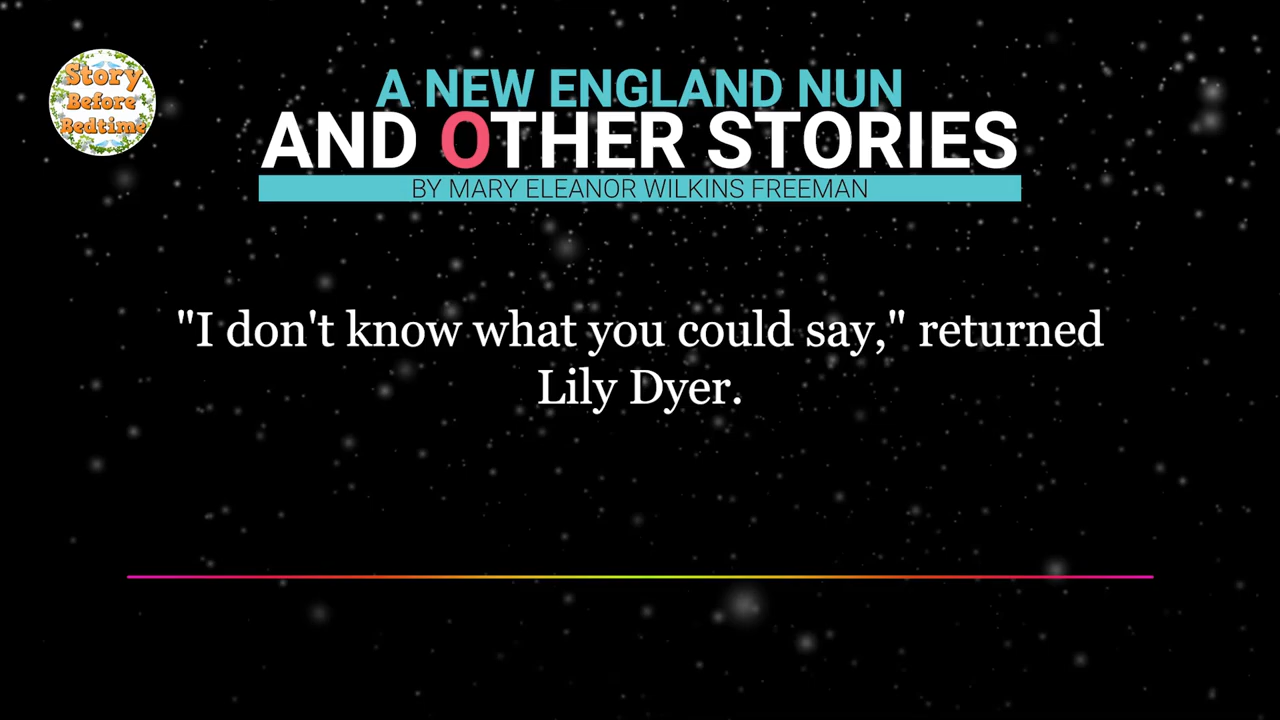 Story
Before
Bedtime
A NEW ENGLAND NUN
AND OTHER STORIES
BY MARY ELEANOR WILKINS FREEMAN
"I don't know what you could say," returned
Lily Dyer.